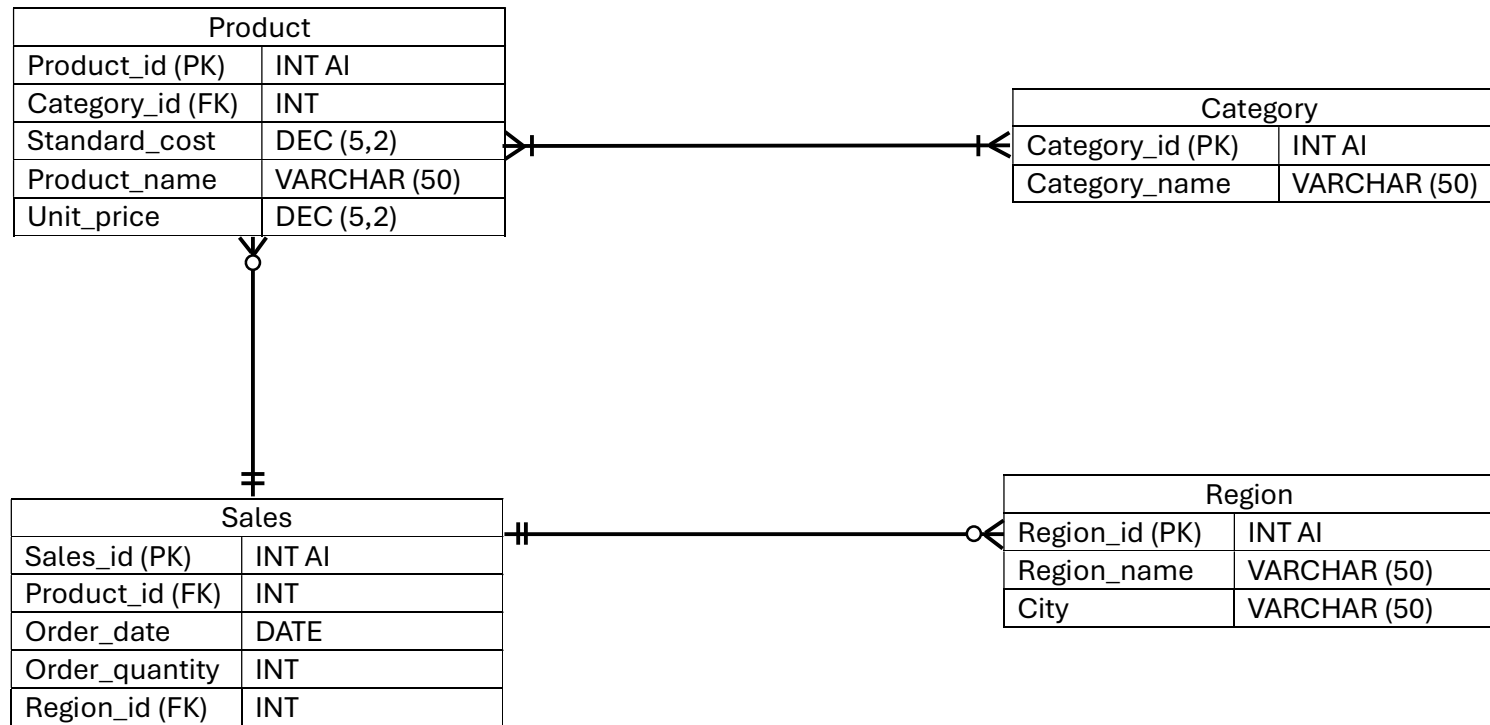 Product
Product_id (PK) INT AI
Category_id (FK) INT
Standard_cost DEC (5,2)
Product_name VARCHAR (50)
Unit_price DEC (5,2)
Category
Category_id (PK) INT AI
Category_name VARCHAR (50)
Sales
Sales_id (PK) INT AI
Product_id (FK) INT
Order_date DATE
Order_quantity INT
Region_id (FK) INT
Region
Region_id (PK) INT AI
Region_name VARCHAR (50)
City VARCHAR (50)